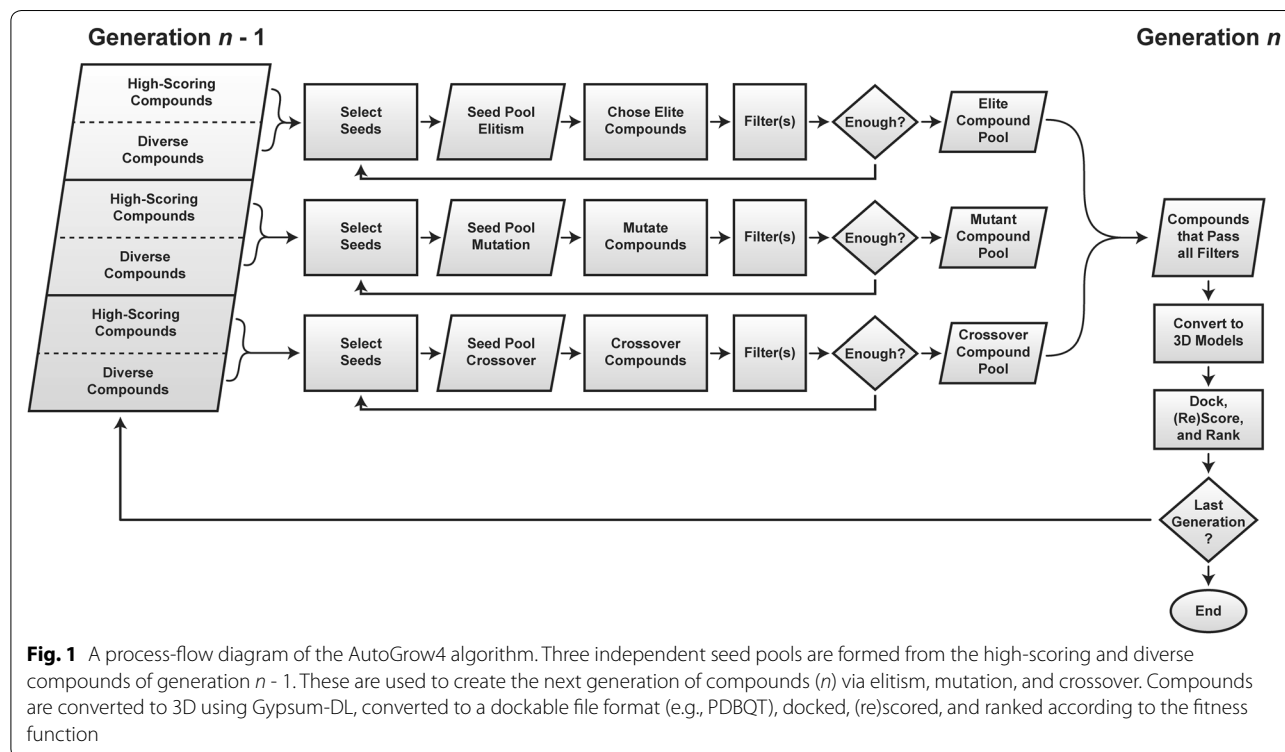 Generation n - 1
Generation n
High-Scoring
Compounds
Diverse
Compounds
High-Scoring
Compounds
Diverse
Compounds
High-Scoring
Compounds
Diverse
Compounds
Select
Seeds
Seed Pool
Elitism
Chose Elite
Compounds
Filter(s)
Enough?
Elite
Compound
Pool
Select
Seeds
Seed Pool
Mutation
Mutate
Compounds
Filter(s)
Enough?
Mutant
Compound
Pool
Select
Seeds
Seed Pool
Crossover
Crossover
Compounds
Filter(s)
Enough?
Crossover
Compound
Pool
Compounds
that Pass
all Filters
Convert to
3D Models
Dock,
(Re)Score,
and Rank
Last
Generation
?
End
Fig. 1 A process-flow diagram of the AutoGrow4 algorithm. Three independent seed pools are formed from the high-scoring and diverse
compounds of generation n - 1. These are used to create the next generation of compounds (n) via elitism, mutation, and crossover. Compounds
are converted to 3D using Gypsum-DL, converted to a dockable file format (e.g., PDBQT), docked, (re)scored, and ranked according to the fitness
function